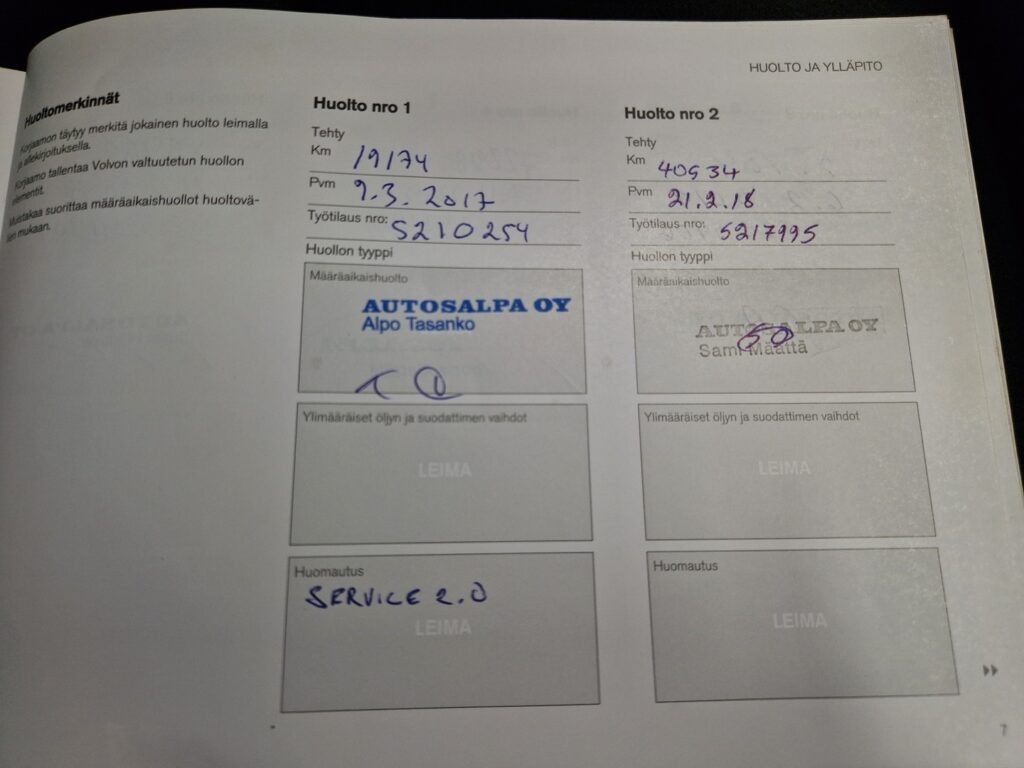 HUOLTO JA YLLÄPITO
Huoltomerkinnät
Korjaamon täytyy merkitä jokainen huolto leimalla
ja allekirjoituksella.
Korjaamo tallentaa Volvon valtuutetun huollon
elementit.
Muistakaa suorittaa määräaikaishuollot huoltovä-
lien mukaan.
Huolto nro 1
Tehty
Km 19174
Pvm 9.3.2017
Työtilaus nro: S210254
Huollon tyyppi
Määräaikaishuolto
AUTOSALPA OY
Alpo Tasanko
Ylimääräiset öljyn ja suodattimen vaihdot
LEIMA
Huomautus
SERVICE 2.0
LEIMA
Huolto nro 2
Tehty
Km 40934
Pvm 21.2.18
Työtilaus nro: S217995
Huollon tyyppi
Määräaikaishuolto
AUTOSALPA OY
Sami Määttä
Ylimääräiset öljyn ja suodattimen vaihdot
LEIMA
Huomautus
LEIMA
7